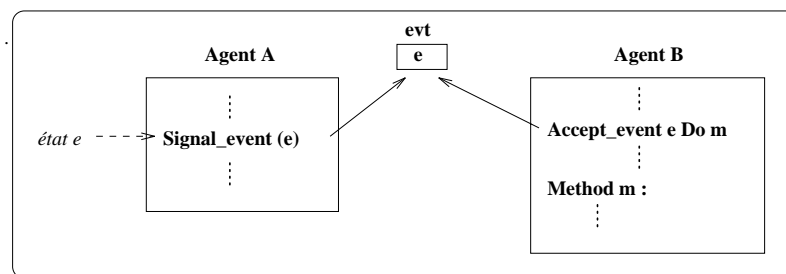 evt
e
Agent A
Agent B
état e
Signal_event (e)
Accept_event e Do m
Method m :